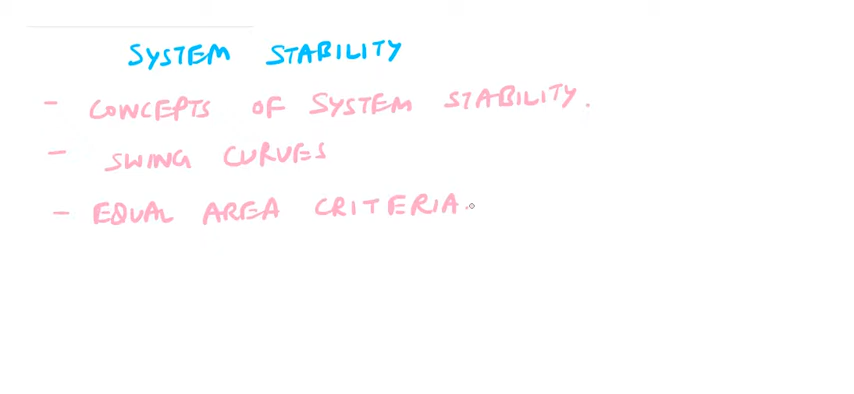 SYSTEM STABILITY
- CONCEPTS OF SYSTEM STABILITY.
- SWING CURVES
- EQUAL AREA CRITERIA.